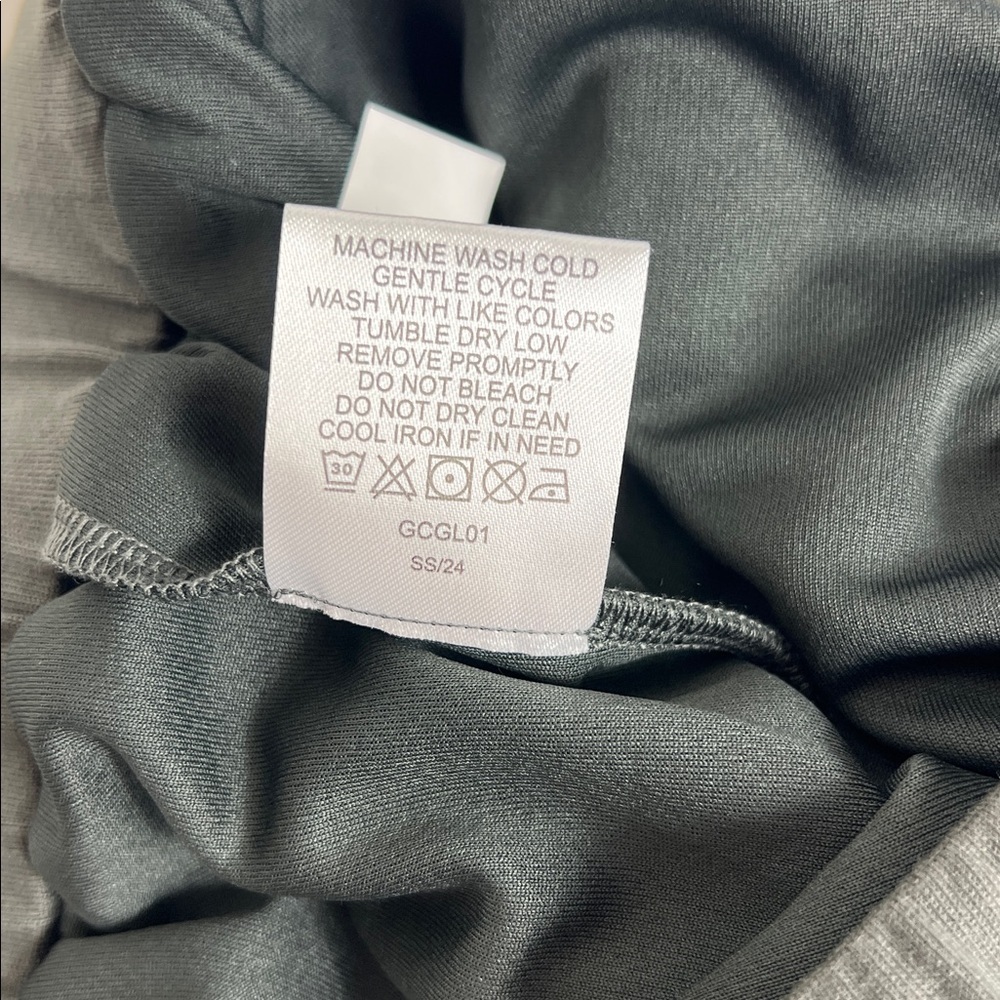 MACHINE WASH COLD
GENTLE CYCLE
WASH WITH LIKE COLORS
TUMBLE DRY LOW
REMOVE PROMPTLY
DO NOT BLEACH
DO NOT DRY CLEAN
COOL IRON IF IN NEED
30
GCGL01
SS/24